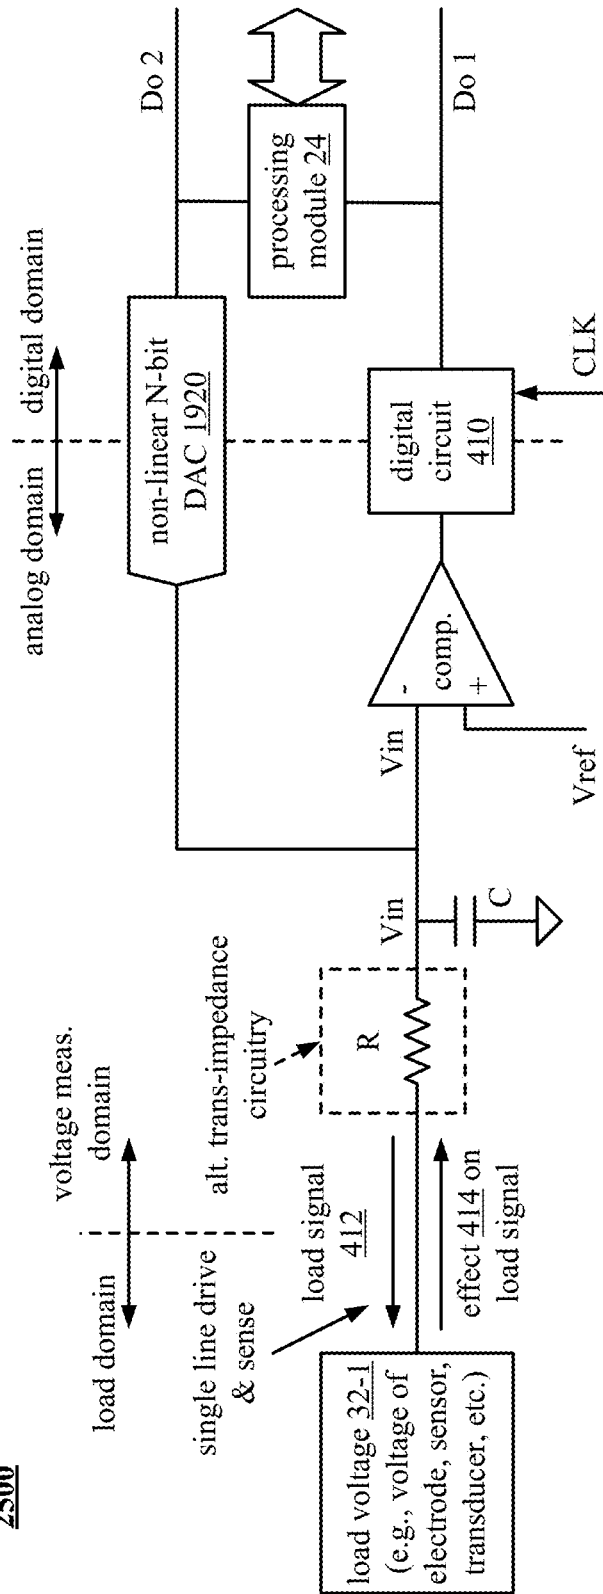 2500
load domain
voltage meas.
domain
analog domain
digital domain
single line drive
& sense
alt. trans-impedance
circuitry
non-linear N-bit
DAC 1920
Do 2
load voltage 32-1
(e.g., voltage of
electrode, sensor,
transducer, etc.)
load signal
412
effect 414 on
load signal
R
Vin
C
Vin
-
+
comp.
Vref
digital
circuit
410
CLK
processing
module 24
Do 1